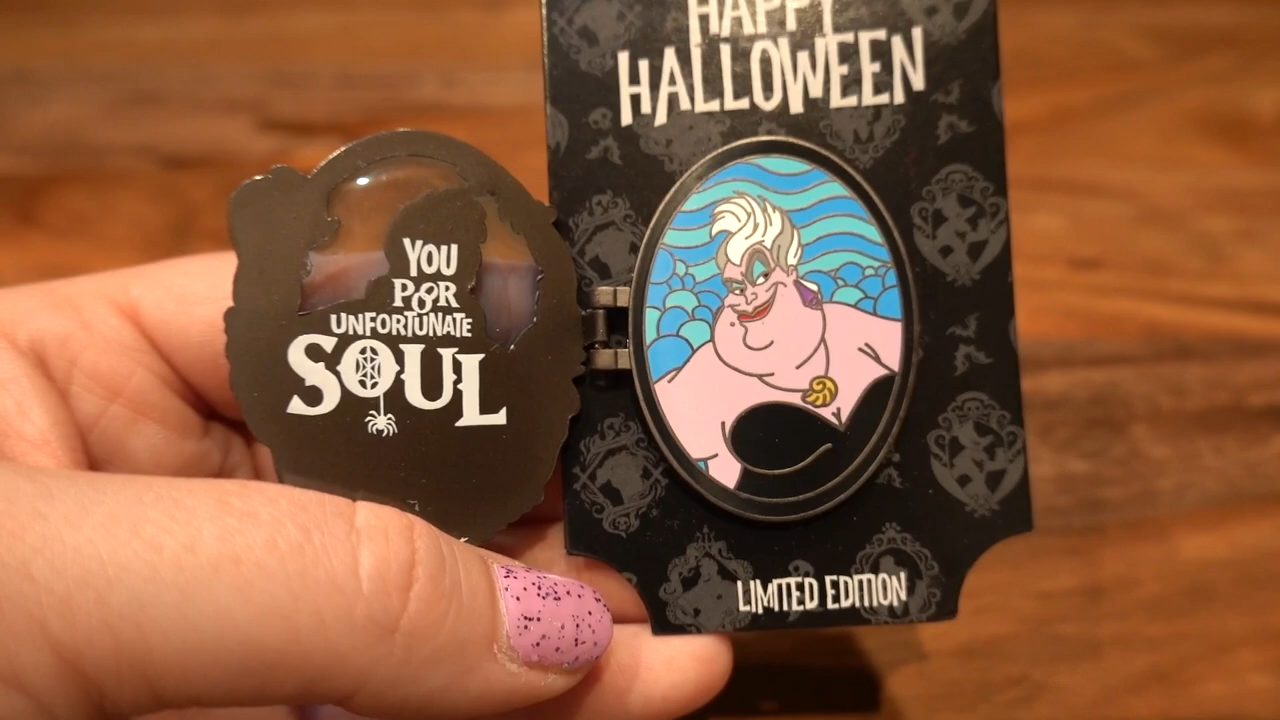 HAPPY
HALLOWEEN
YOU
POOR
UNFORTUNATE
SOUL
LIMITED EDITION